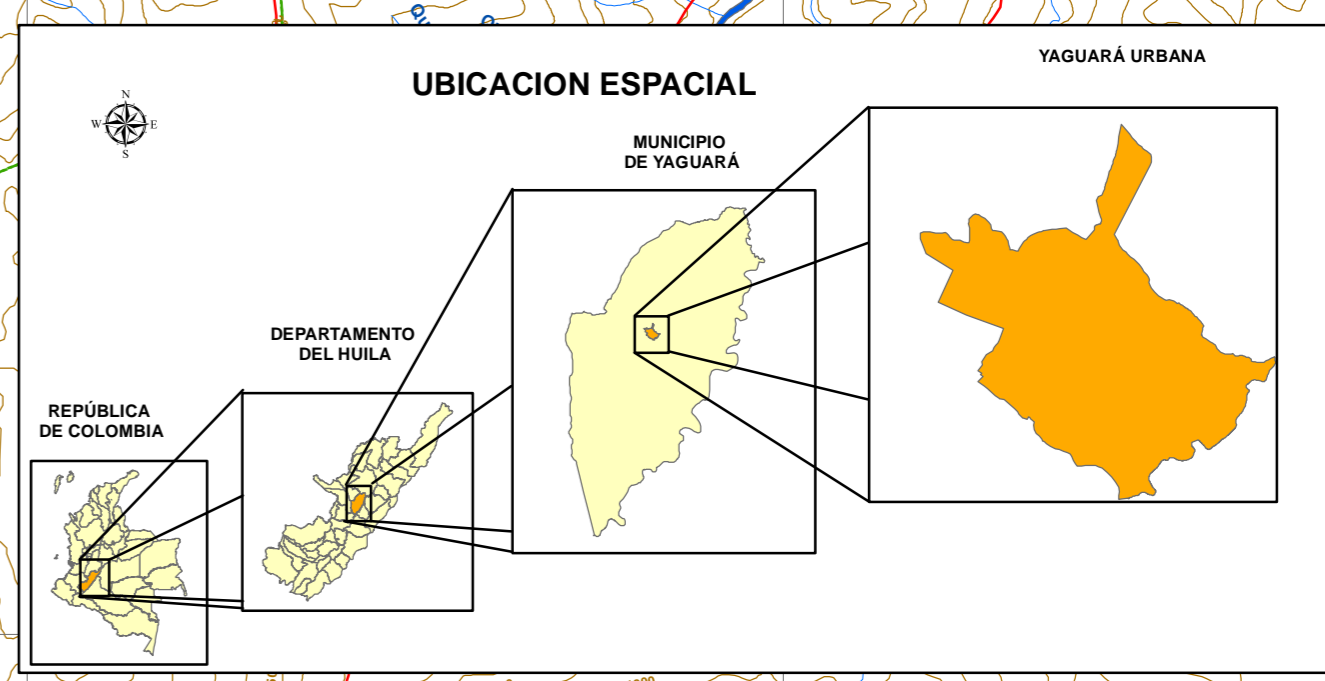 UBICACION ESPACIAL
YAGUARÁ URBANA
N
W E
S
MUNICIPIO
DE YAGUARÁ
DEPARTAMENTO
DEL HUILA
REPÚBLICA
DE COLOMBIA